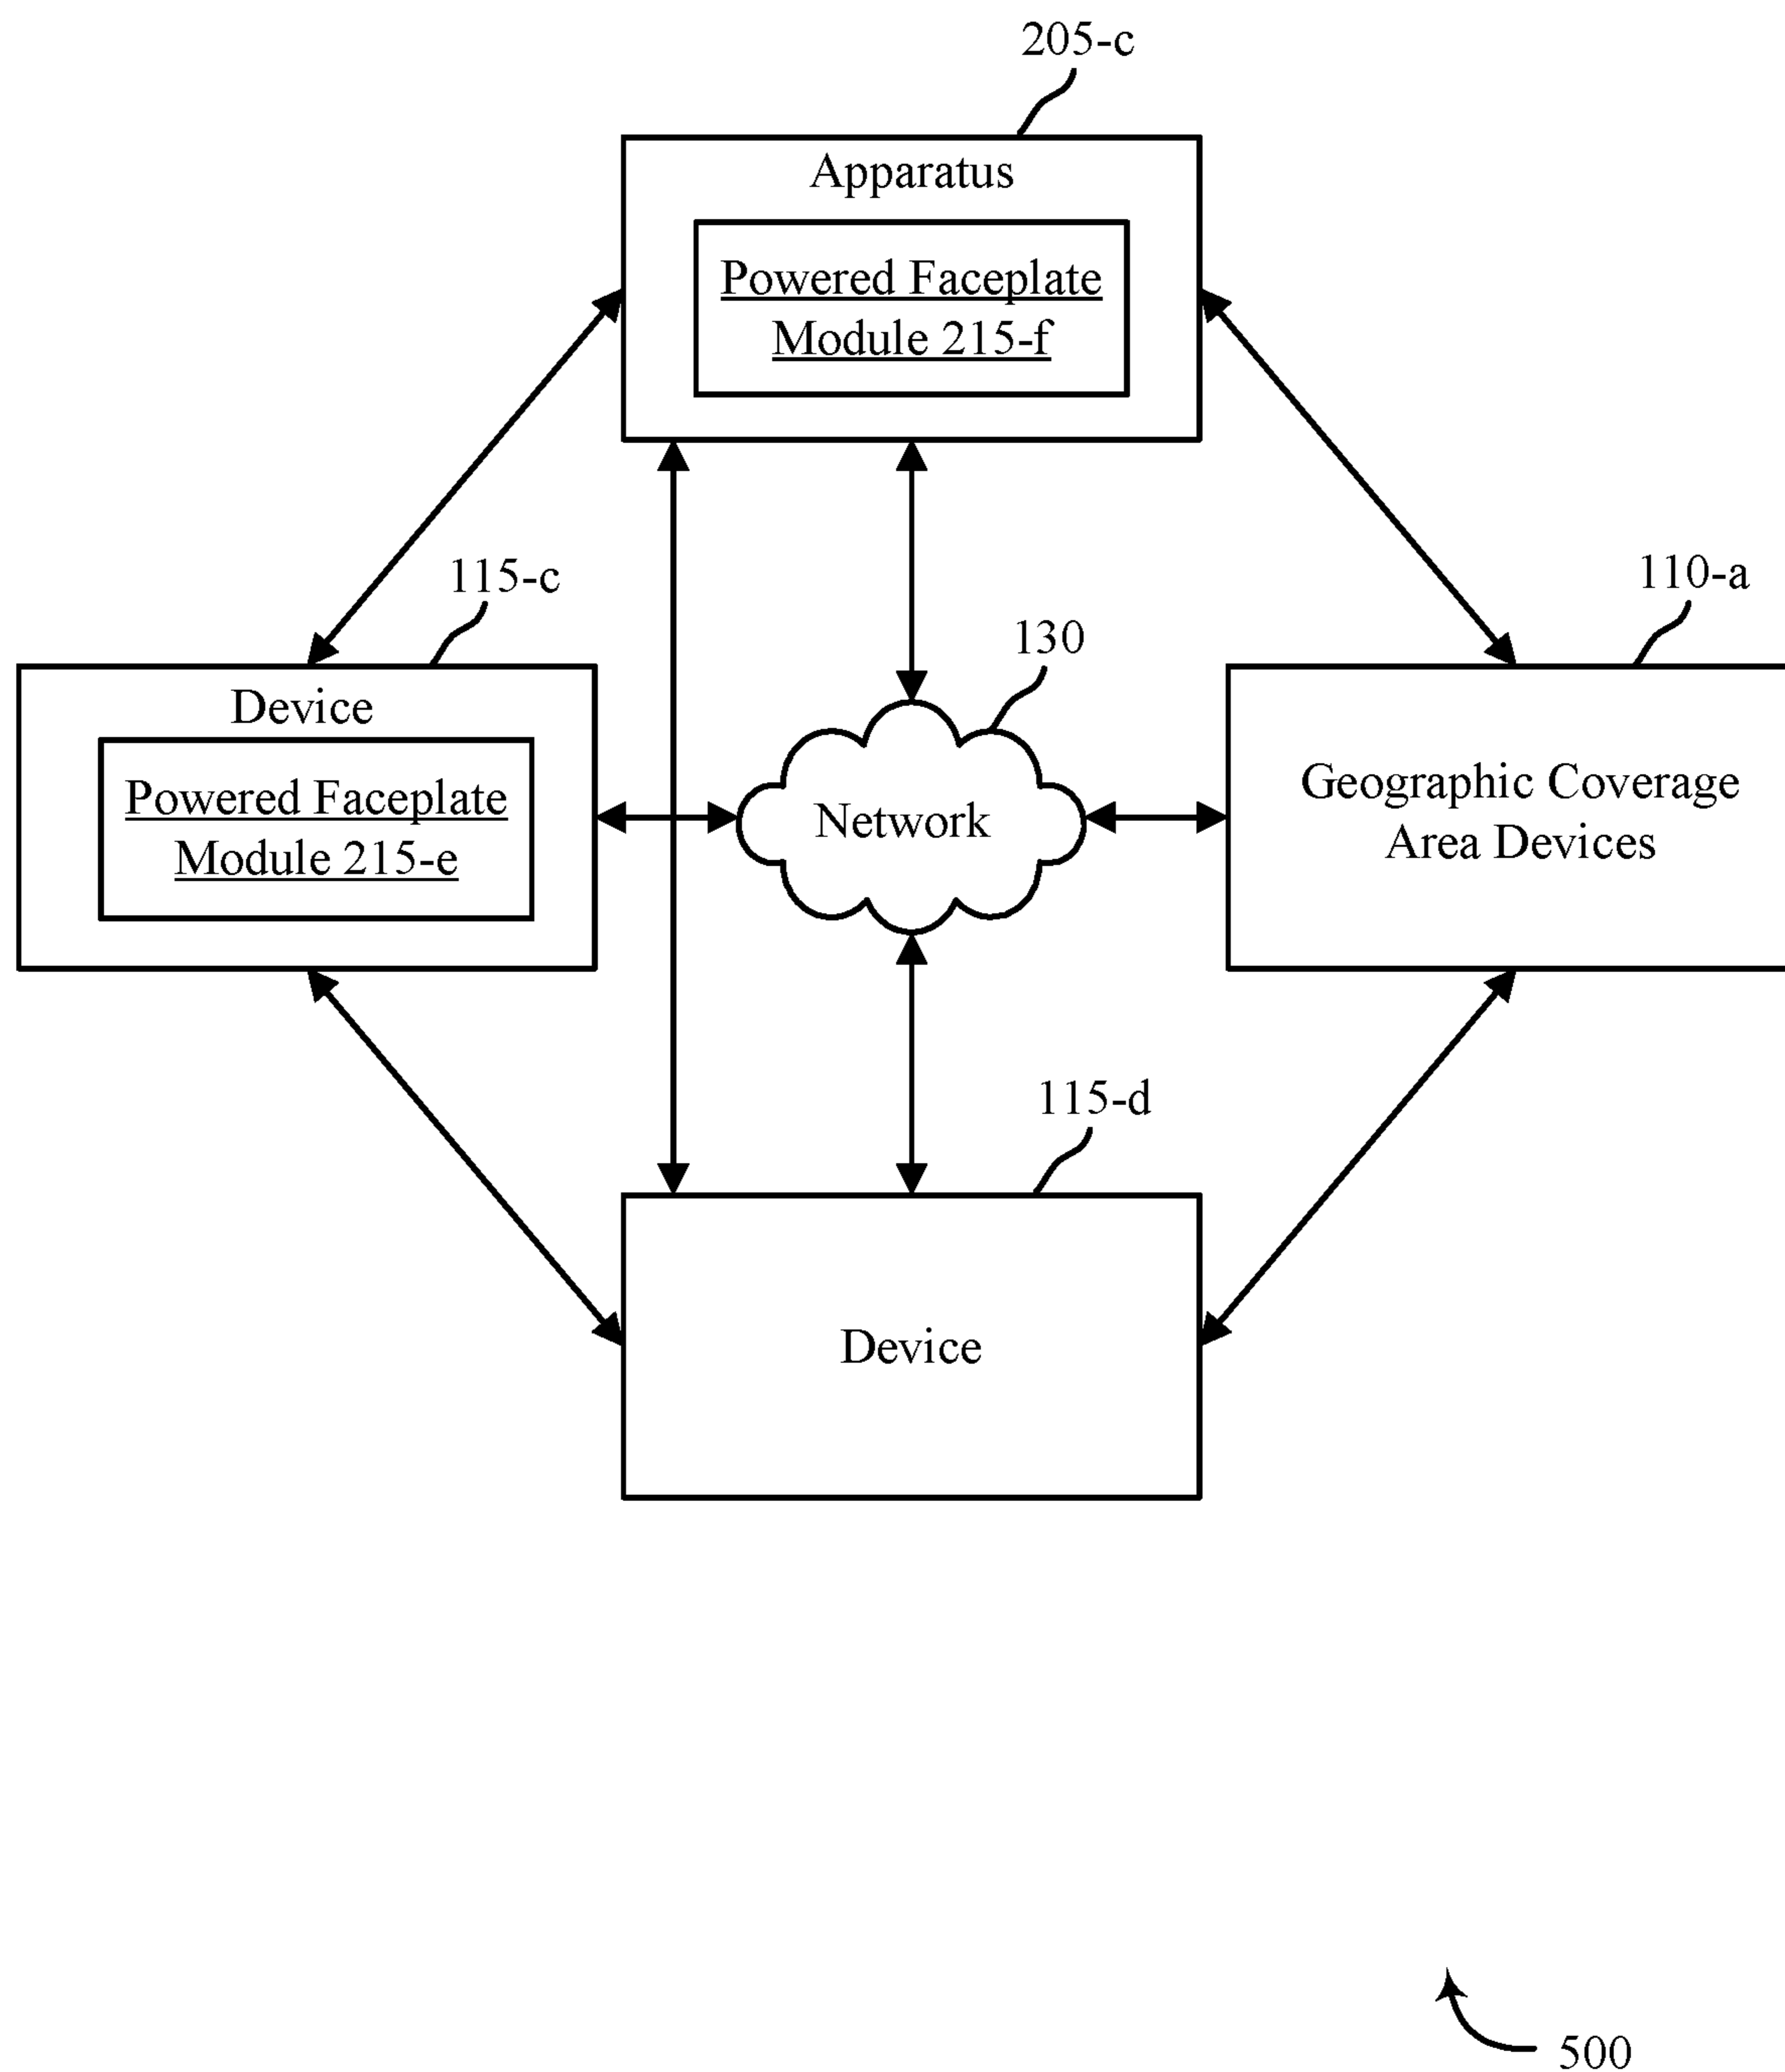 205-c
Apparatus
Powered Faceplate
Module 215-f
115-c
110-a
130
Device
Powered Faceplate
Module 215-e
Network
Geographic Coverage
Area Devices
115-d
Device
500